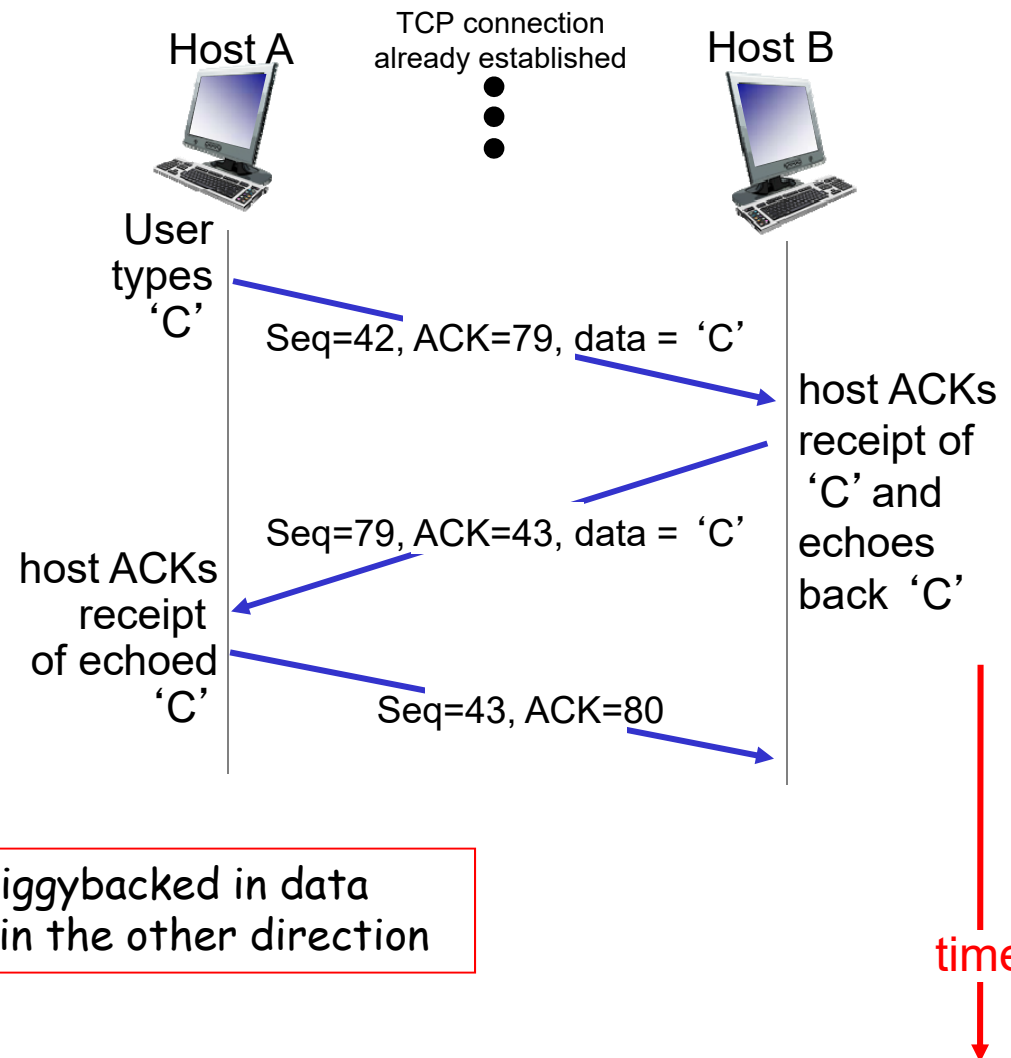 TCP connection
already established
Host A
Host B
User
types
‘C’
Seq=42, ACK=79, data = ‘C’
host ACKs
receipt of
‘C’ and
echoes
back ‘C’
Seq=79, ACK=43, data = ‘C’
host ACKs
receipt
of echoed
‘C’
Seq=43, ACK=80
iggybacked in data
in the other direction
time